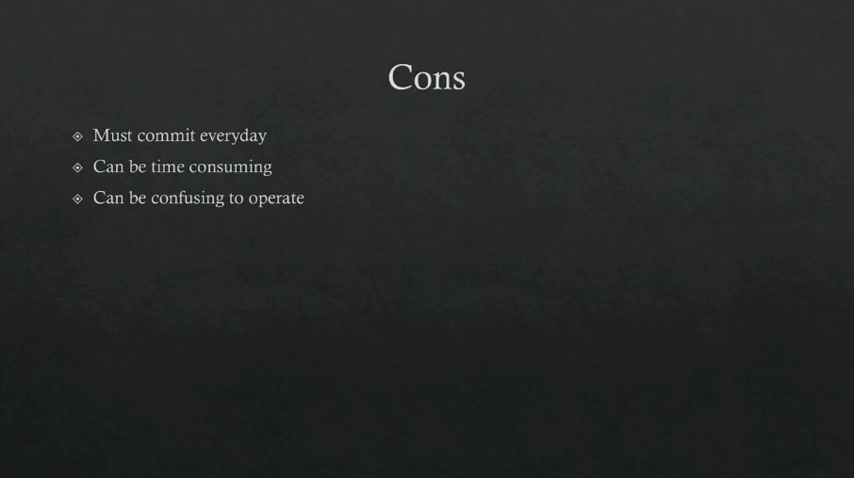 Cons
Must commit everyday
Can be time consuming
Can be confusing to operate